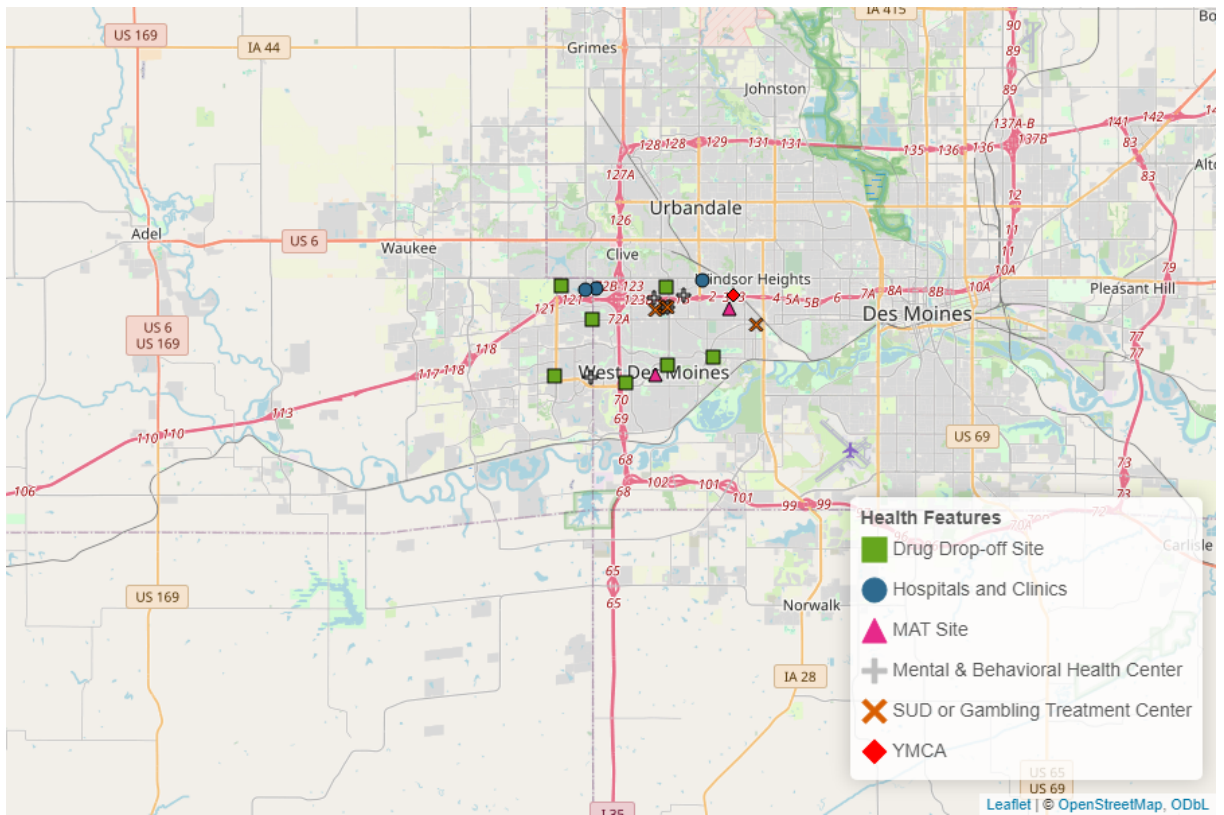 US 169
IA 44
Grimes
IA 415
90
89
89
Johnston
137A-B
137B
141
142
83
83
128
128
129
131
131
135
136
136
127A
12
Urbandale
126
11
11
Adel
US 6
Waukee
Clive
10A
10A
79
Windsor Heights
Pleasant Hill
123
121
121
123
2
3
4
5A
5B
6
7A
8A
8B
72A
Des Moines
US 6
US 169
118
118
117
77
77
West Des Moines
70
113
69
US 69
110
110
68
73
73
106
68
102
101
101
99
99
72
Health Features
Drug Drop-off Site
Carlisle
65
65
Hospitals and Clinics
US 169
Norwalk
MAT Site
Mental & Behavioral Health Center
IA 28
SUD or Gambling Treatment Center
YMCA
US 65
US 69
I 35
Leaflet | © OpenStreetMap, ODbL